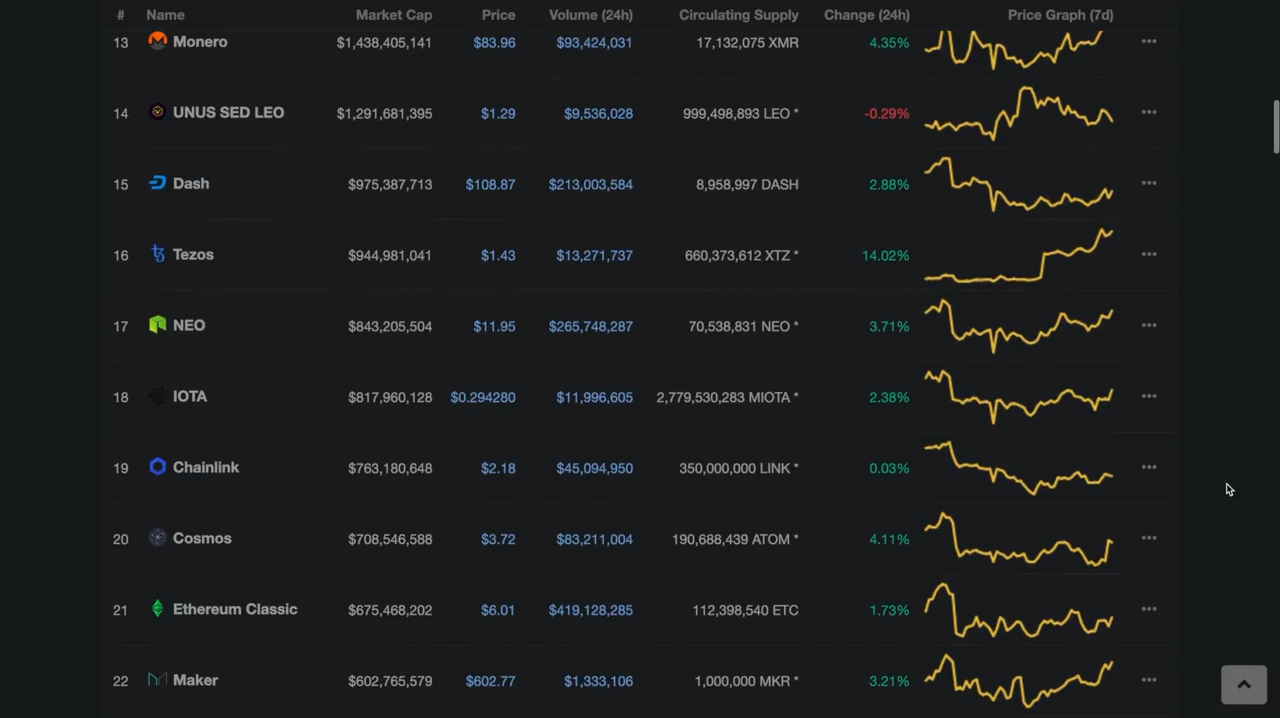 # Name Market Cap Price Volume (24h) Circulating Supply Change (24h) Price Graph (7d)
13 Monero $1,438,405,141 $83.96 $93,424,031 17,132,075 XMR 4.35%
14 UNUS SED LEO $1,291,681,395 $1.29 $9,536,028 999,498,893 LEO * -0.29%
15 Dash $975,387,713 $108.87 $213,003,584 8,958,997 DASH 2.88%
16 Tezos $944,981,041 $1.43 $13,271,737 660,373,612 XTZ * 14.02%
17 NEO $843,205,504 $11.95 $265,748,287 70,538,831 NEO * 3.71%
18 IOTA $817,960,128 $0.294280 $11,996,605 2,779,530,283 MIOTA * 2.38%
19 Chainlink $763,180,648 $2.18 $45,094,950 350,000,000 LINK * 0.03%
20 Cosmos $708,546,588 $3.72 $83,211,004 190,688,439 ATOM * 4.11%
21 Ethereum Classic $675,468,202 $6.01 $419,128,285 112,398,540 ETC 1.73%
22 Maker $602,765,579 $602.77 $1,333,106 1,000,000 MKR * 3.21%